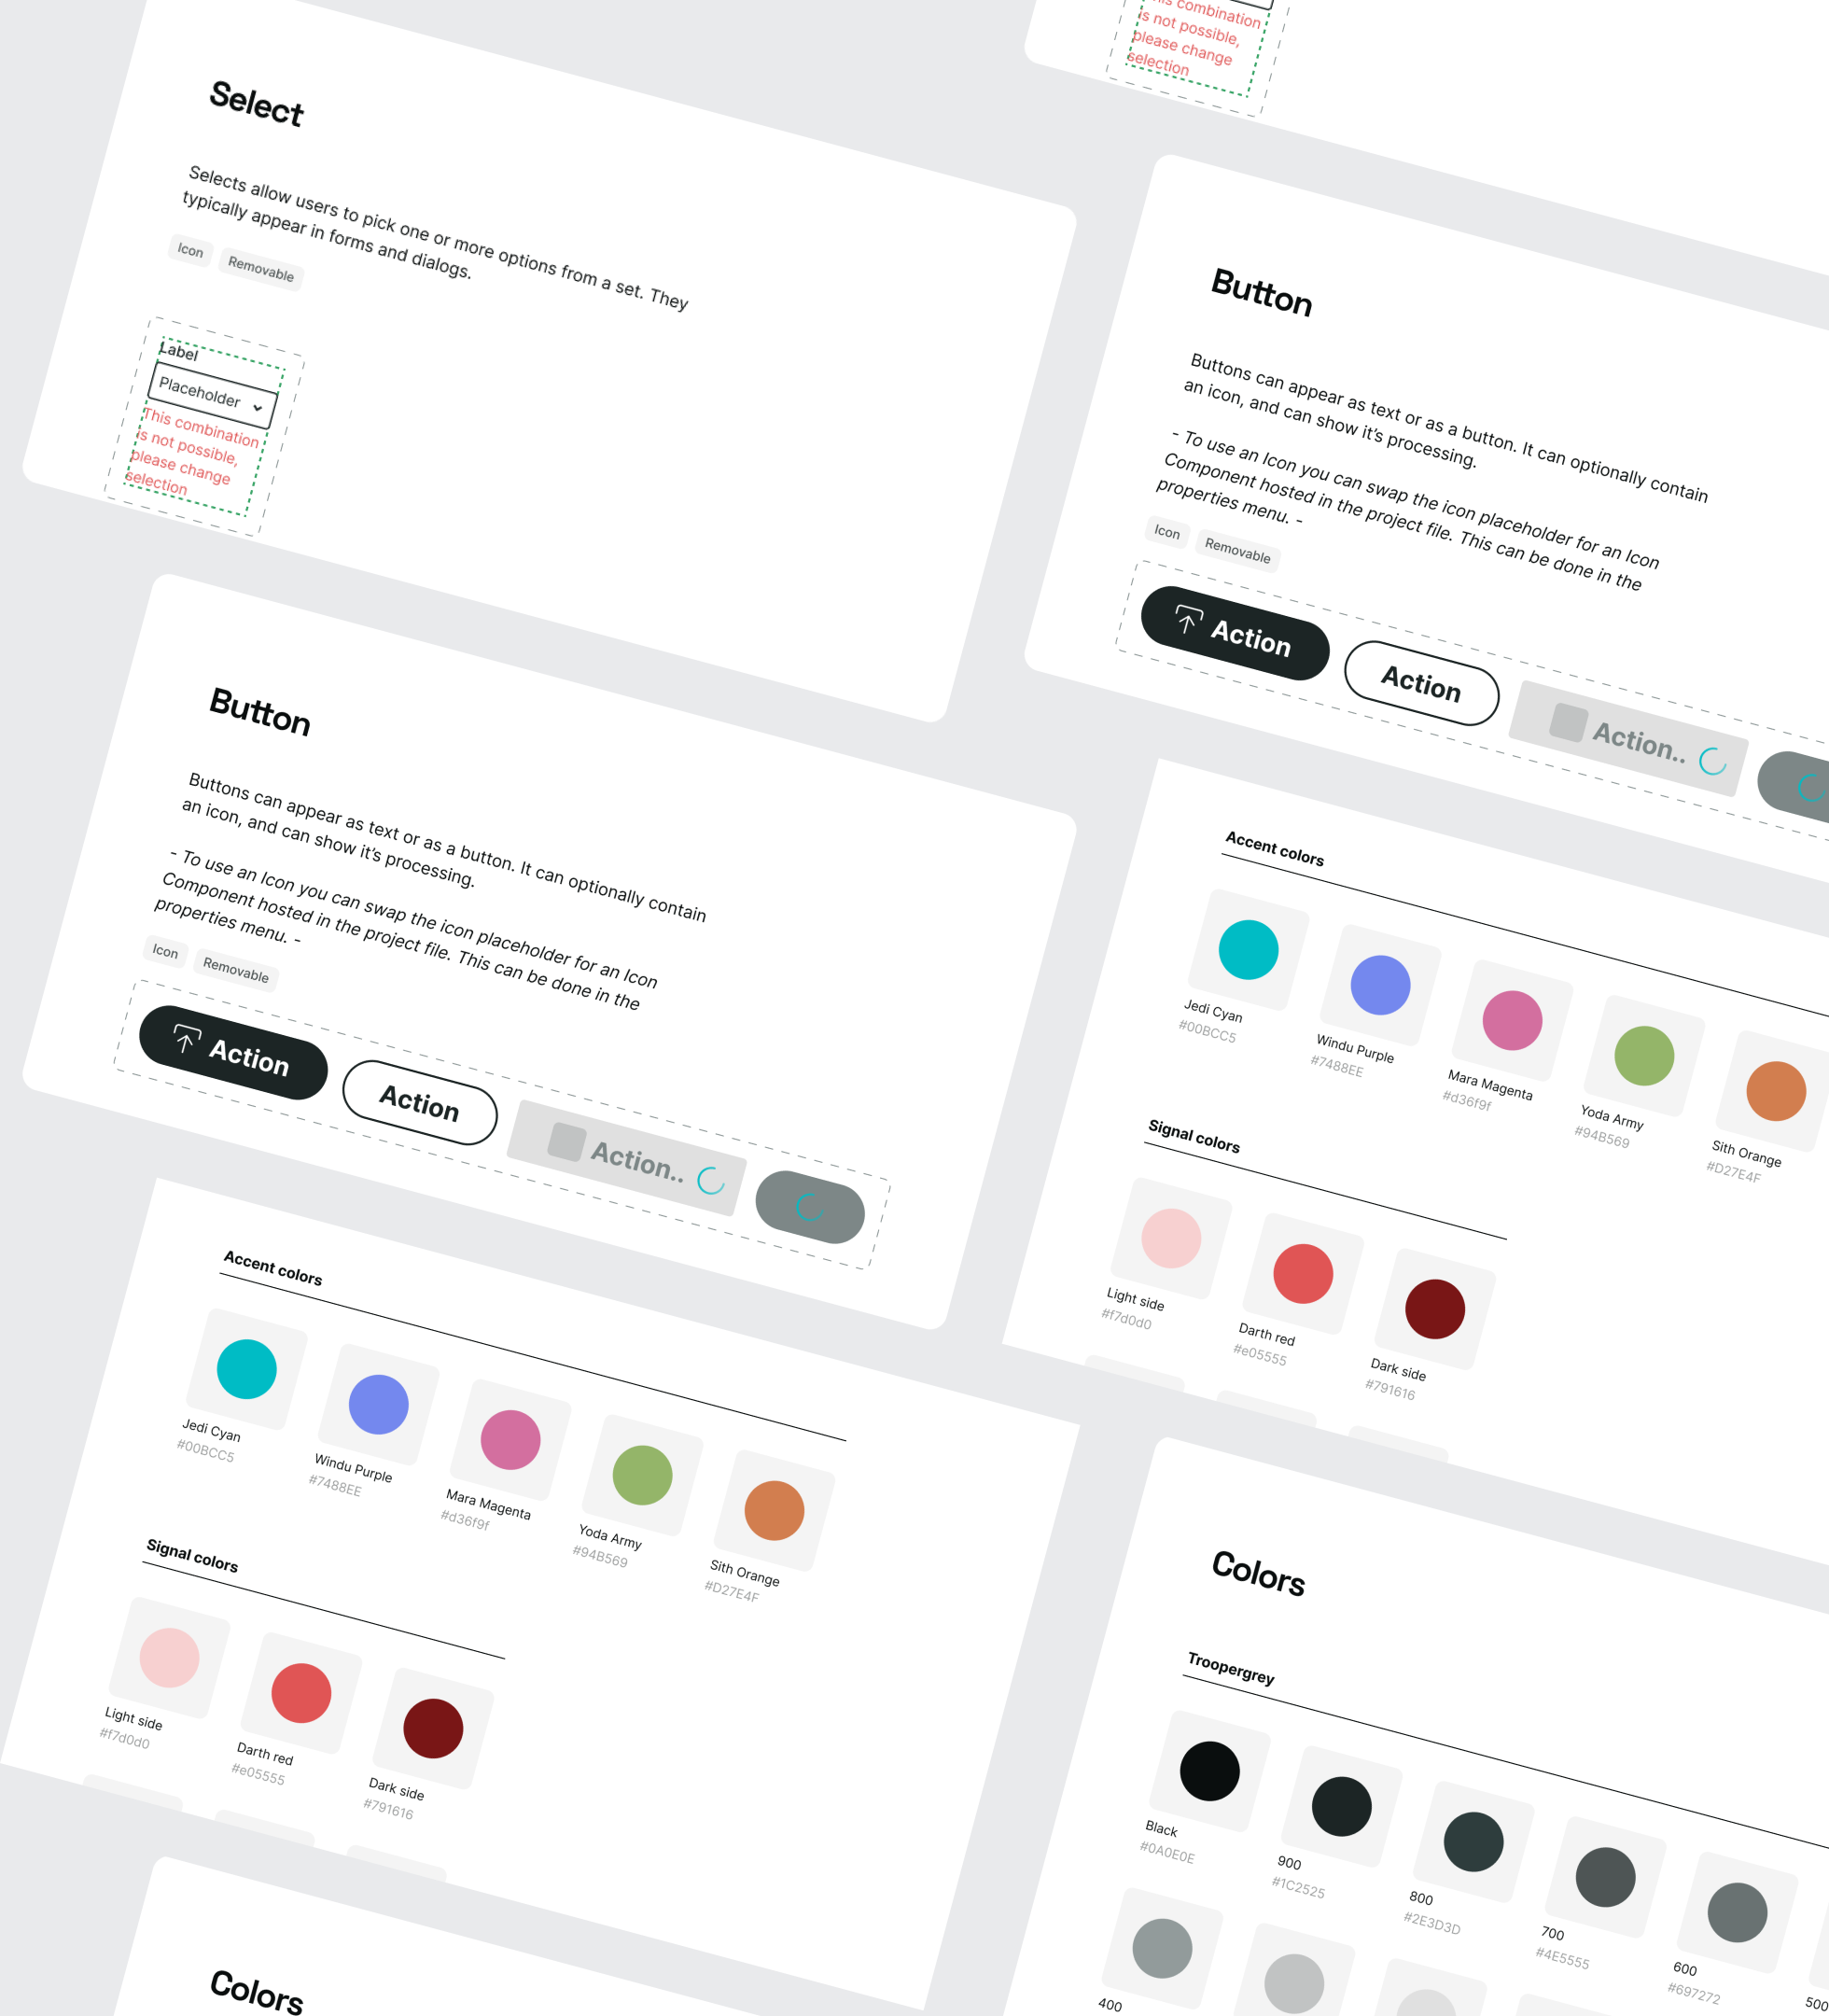 Select
Selects allow users to pick one or more options from a set. They
typically appear in forms and dialogs.
Icon
Removable
Label
Placeholder
This combination
is not possible,
please change
selection
Button
Buttons can appear as text or as a button. It can optionally contain
an icon, and can show it's processing.
- To use an Icon you can swap the icon placeholder for an Icon
Component hosted in the project file. This can be done in the
properties menu. -
Icon
Removable
Action
Action
Action..
Accent colors
Jedi Cyan
#00BCC5
Windu Purple
#7488EE
Mara Magenta
#d36f9f
Yoda Army
#94B569
Sith Orange
#D27E4F
Signal colors
Light side
#f7d0d0
Darth red
#e05555
Dark side
#791616
Colors
This combination
is not possible,
please change
selection
Button
Buttons can appear as text or as a button. It can optionally contain
an icon, and can show it's processing.
- To use an Icon you can swap the icon placeholder for an Icon
Component hosted in the project file. This can be done in the
properties menu. -
Icon
Removable
Action
Action
Action..
Accent colors
Jedi Cyan
#00BCC5
Windu Purple
#7488EE
Mara Magenta
#d36f9f
Yoda Army
#94B569
Sith Orange
#D27E4F
Signal colors
Light side
#f7d0d0
Darth red
#e05555
Dark side
#791616
Colors
Troopergrey
Black
#0A0E0E
900
#1C2525
800
#2E3D3D
700
#4E5555
600
#697272
500
400